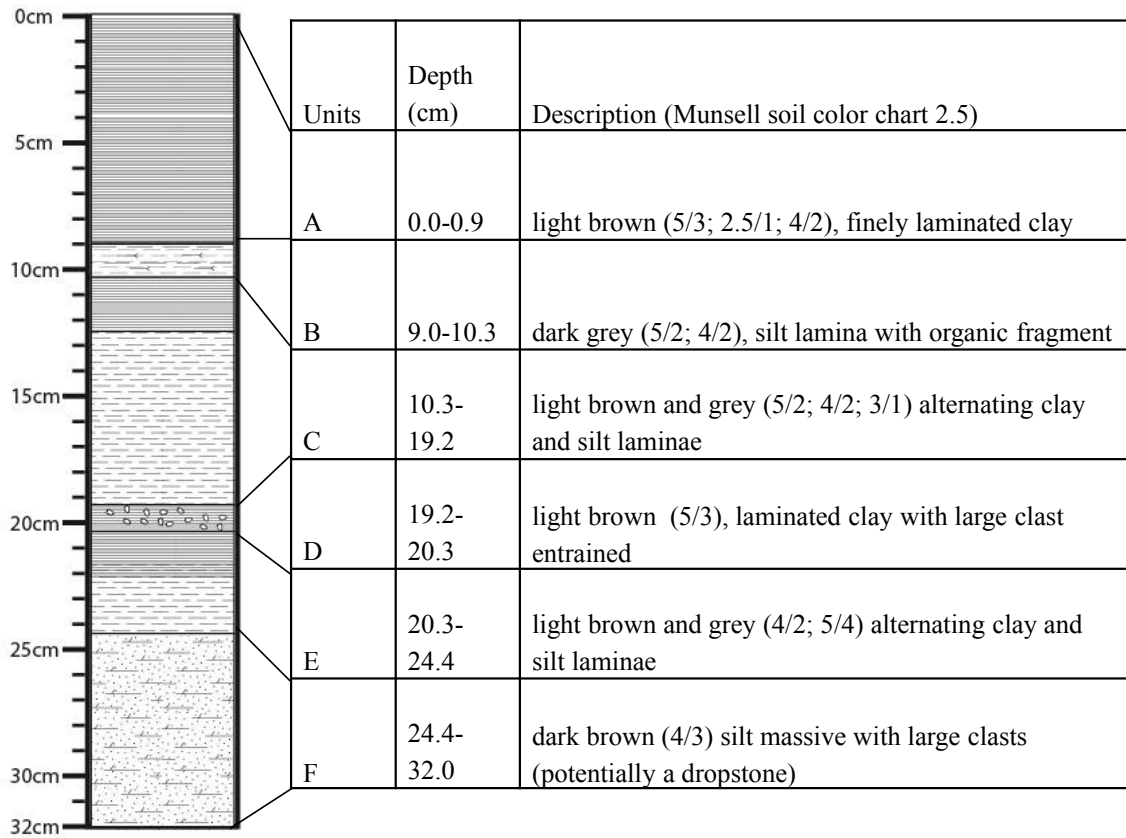 0cm
5cm
10cm
15cm
20cm
25cm
30cm
32cm
Units
Depth
(cm)
Description (Munsell soil color chart 2.5)
A
0.0-0.9
light brown (5/3; 2.5/1; 4/2), finely laminated clay
B
9.0-10.3
dark grey (5/2; 4/2), silt lamina with organic fragment
C
10.3-
19.2
light brown and grey (5/2; 4/2; 3/1) alternating clay
and silt laminae
D
19.2-
20.3
light brown (5/3), laminated clay with large clast
entrained
E
20.3-
24.4
light brown and grey (4/2; 5/4) alternating clay and
silt laminae
F
24.4-
32.0
dark brown (4/3) silt massive with large clasts
(potentially a dropstone)